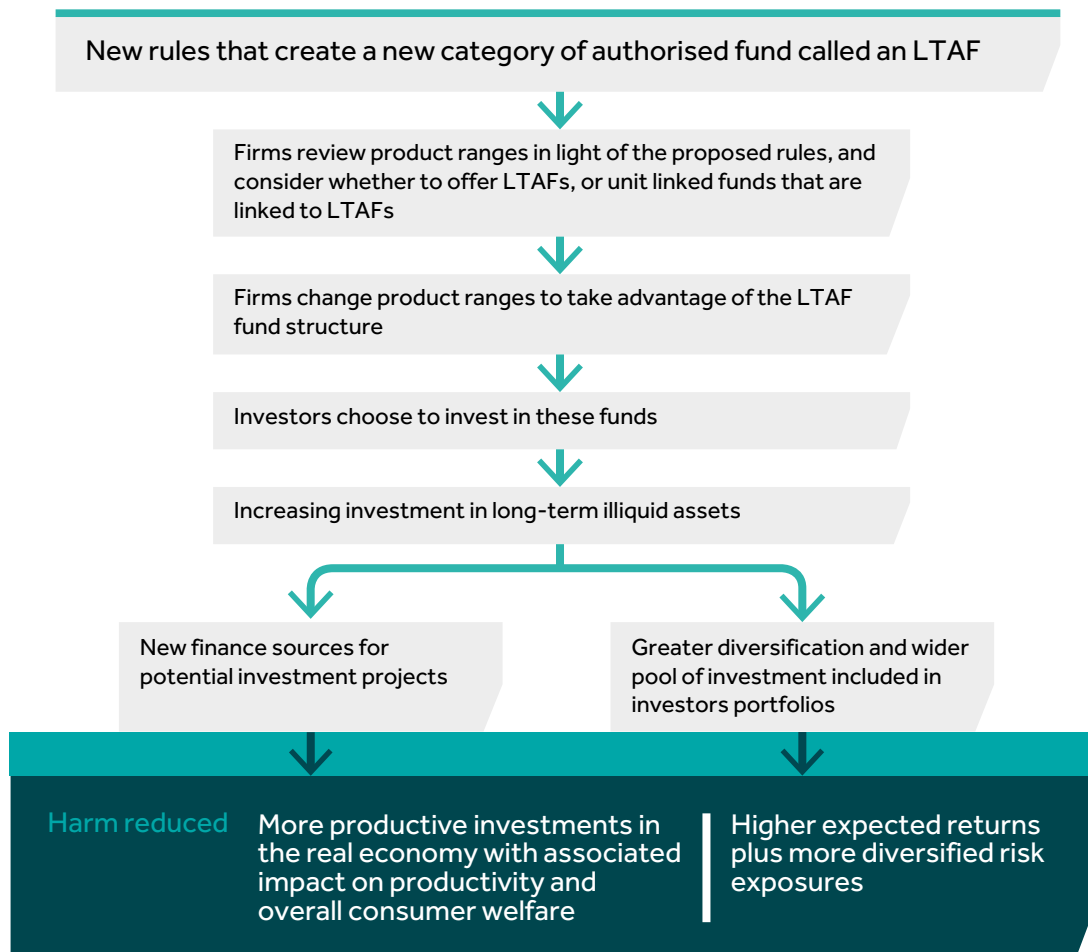 New rules that create a new category of authorised fund called an LTAF
Firms review product ranges in light of the proposed rules, and
consider whether to offer LTAFs, or unit linked funds that are
linked to LTAFs
Firms change product ranges to take advantage of the LTAF
fund structure
Investors choose to invest in these funds
Increasing investment in long-term illiquid assets
New finance sources for
potential investment projects
Greater diversification and wider
pool of investment included in
investors portfolios
Harm reduced
More productive investments in
the real economy with associated
impact on productivity and
overall consumer welfare
Higher expected returns
plus more diversified risk
exposures